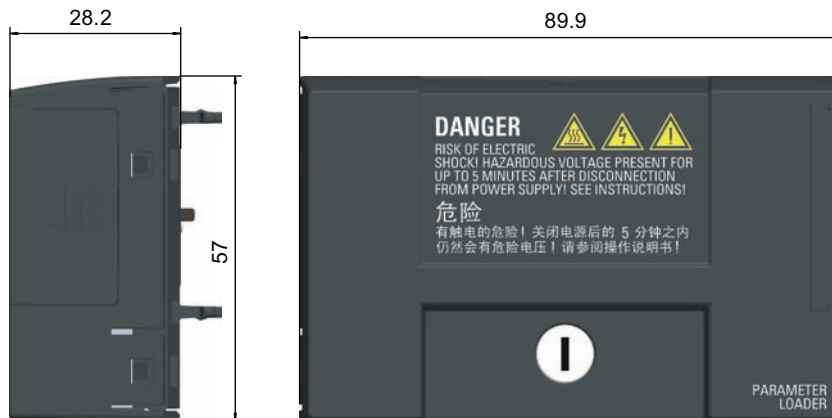 28.2
89.9
57
DANGER
RISK OF ELECTRIC
SHOCK! HAZARDOUS VOLTAGE PRESENT FOR
UP TO 5 MINUTES AFTER DISCONNECTION
FROM POWER SUPPLY! SEE INSTRUCTIONS!
危险
有触电的危险！关闭电源后的 5 分钟之内
仍然会有危险电压！请参阅操作说明书！
PARAMETER
LOADER